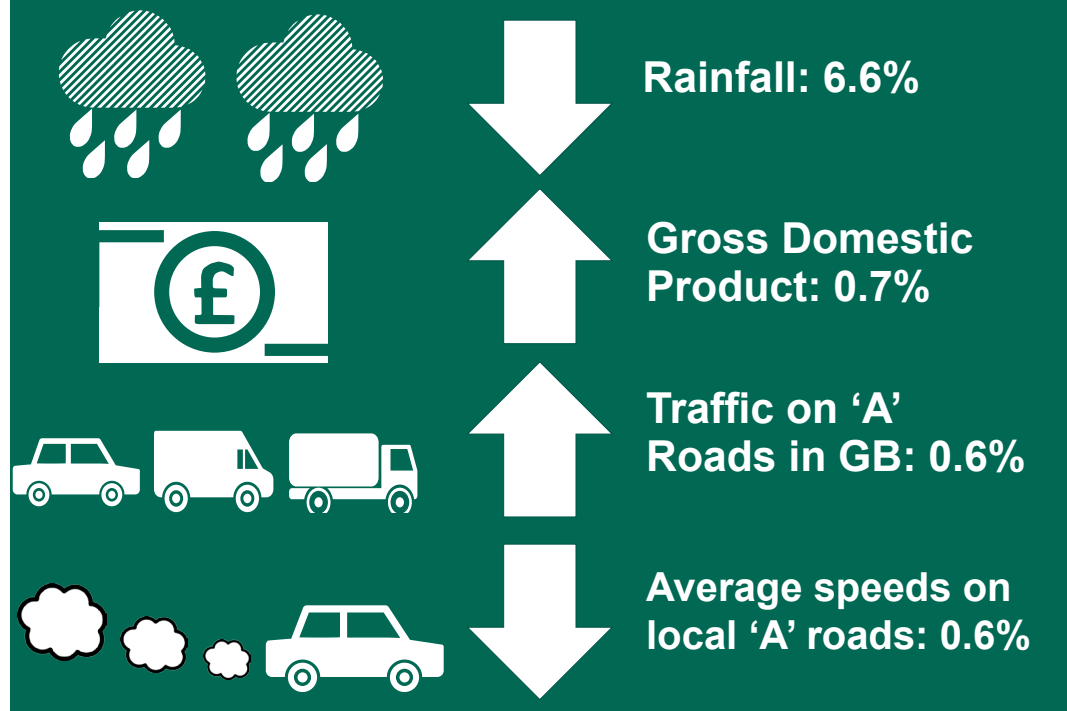 Rainfall: 6.6%
£
Gross Domestic
Product: 0.7%
Traffic on ‘A’
Roads in GB: 0.6%
Average speeds on
local ‘A’ roads: 0.6%